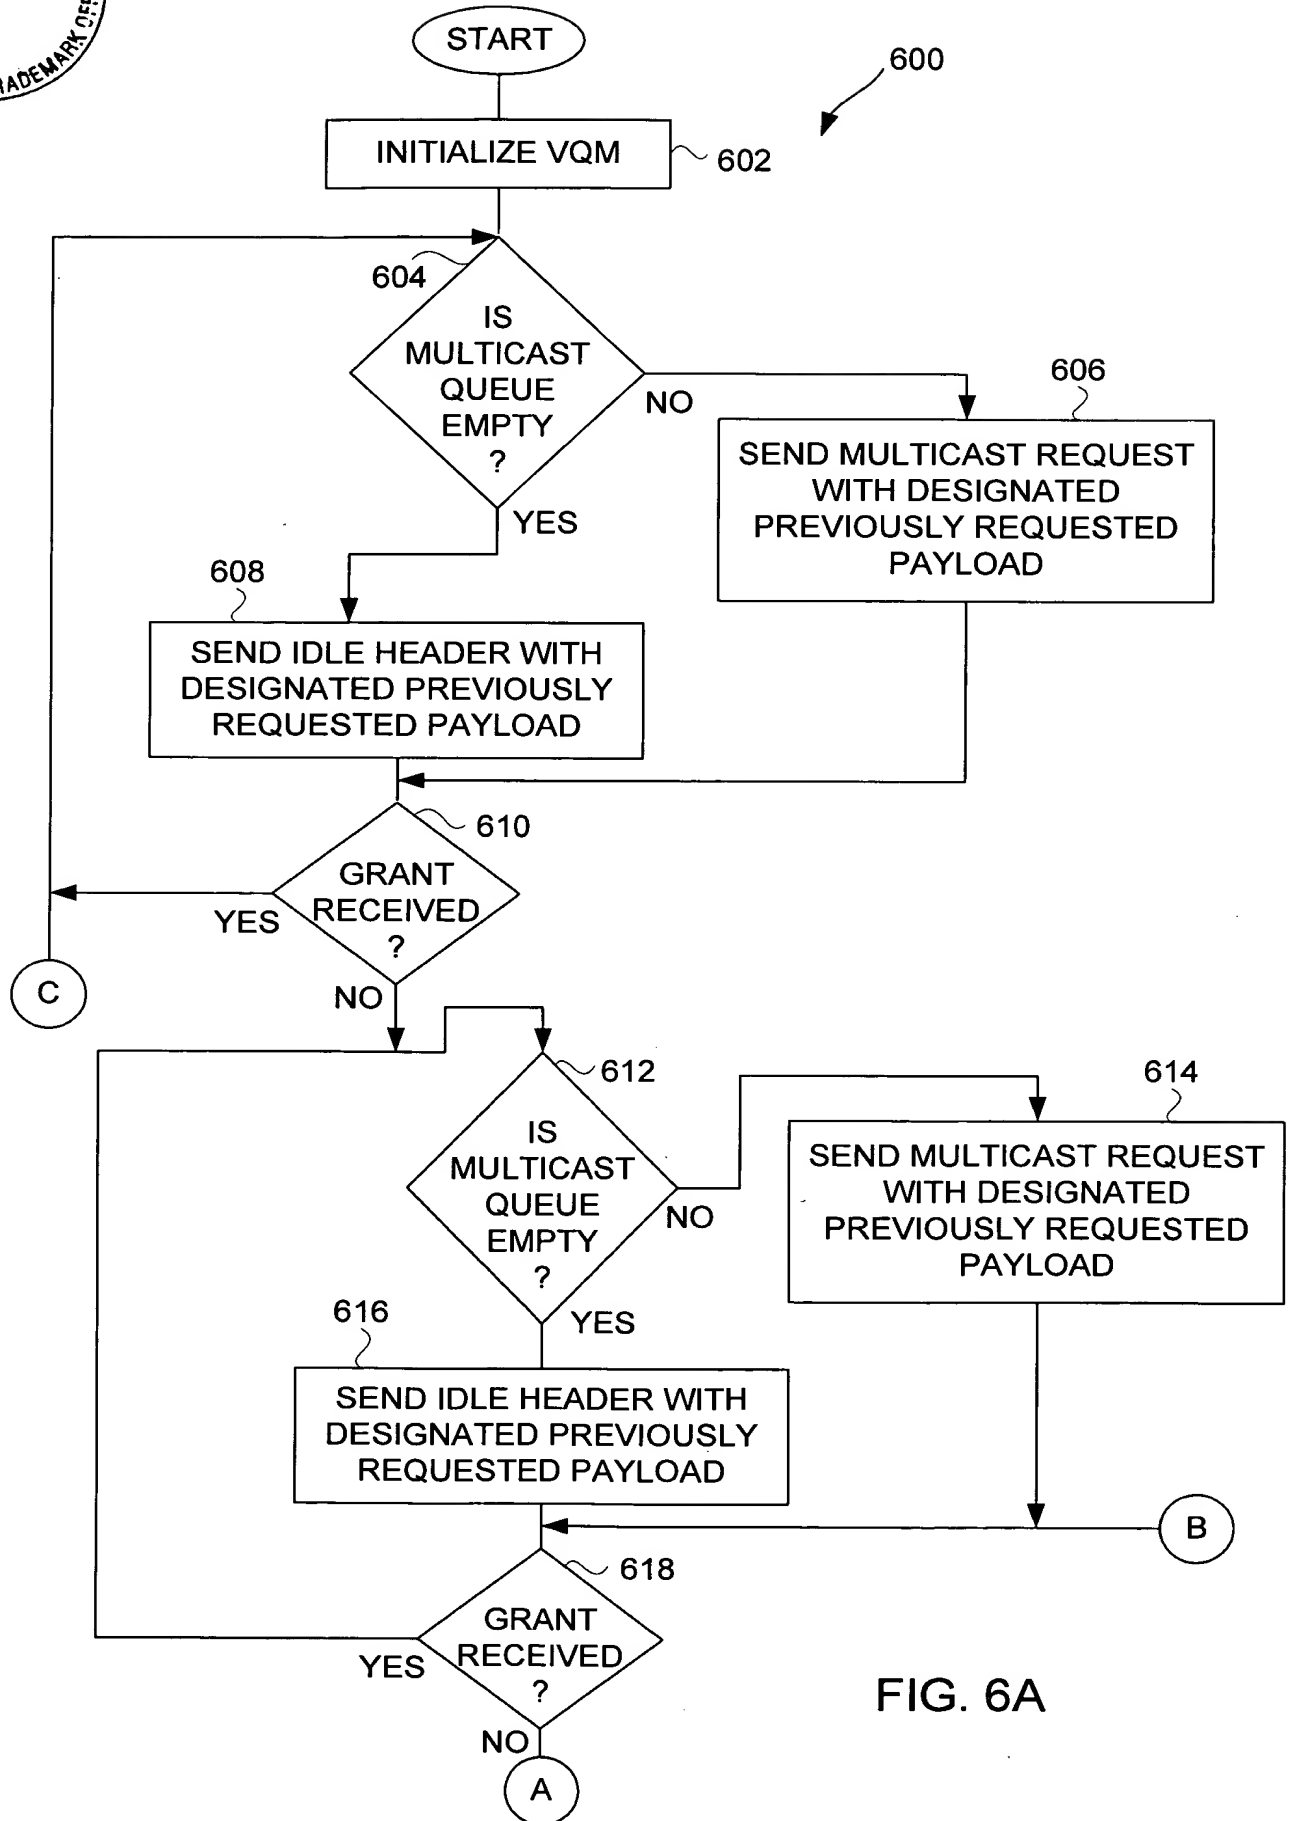 TRADEMARK OFF
START
600
INITIALIZE VQM
602
604
IS
MULTICAST
QUEUE
EMPTY
?
NO
YES
606
SEND MULTICAST REQUEST
WITH DESIGNATED
PREVIOUSLY REQUESTED
PAYLOAD
608
SEND IDLE HEADER WITH
DESIGNATED PREVIOUSLY
REQUESTED PAYLOAD
610
GRANT
RECEIVED
?
YES
NO
C
612
IS
MULTICAST
QUEUE
EMPTY
?
NO
YES
614
SEND MULTICAST REQUEST
WITH DESIGNATED
PREVIOUSLY REQUESTED
PAYLOAD
616
SEND IDLE HEADER WITH
DESIGNATED PREVIOUSLY
REQUESTED PAYLOAD
B
618
GRANT
RECEIVED
?
YES
NO
A
FIG. 6A